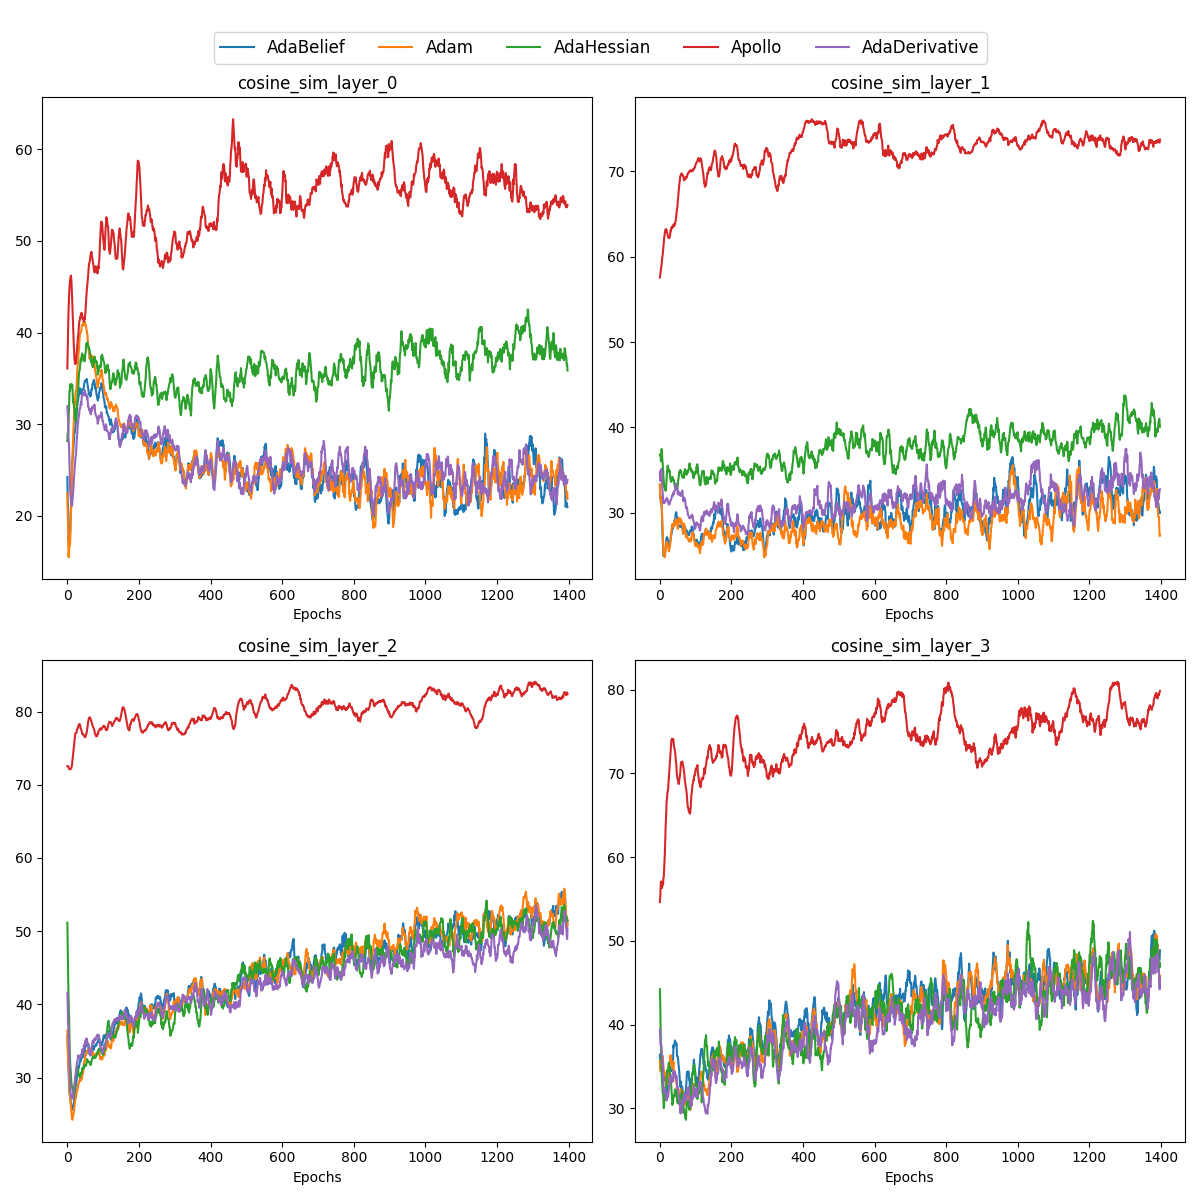 AdaBelief Adam AdaHessian Apollo AdaDerivative
cosine_sim_layer_0
60
50
40
30
20
0 200 400 600 800 1000 1200 1400
Epochs
cosine_sim_layer_1
70
60
50
40
30
0 200 400 600 800 1000 1200 1400
Epochs
cosine_sim_layer_2
80
70
60
50
40
30
0 200 400 600 800 1000 1200 1400
Epochs
cosine_sim_layer_3
80
70
60
50
40
30
0 200 400 600 800 1000 1200 1400
Epochs